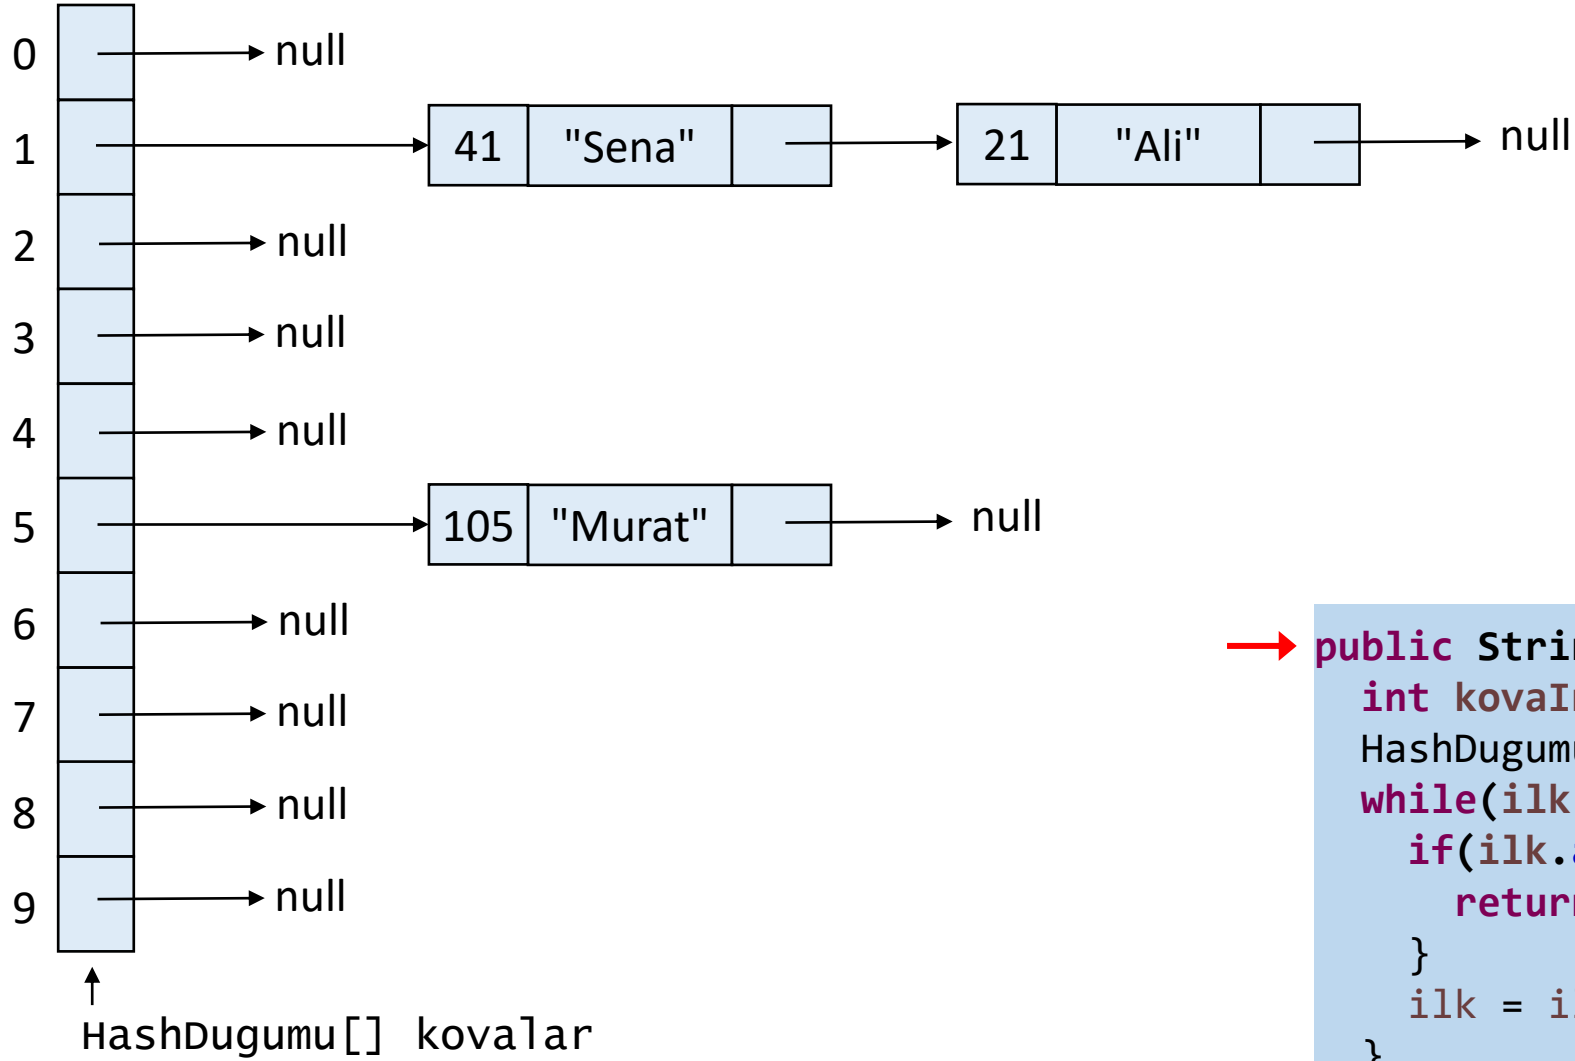 0 null
1 41 "Sena" 21 "Ali" null
2 null
3 null
4 null
5 105 "Murat" null
6 null
7 null
8 null
9 null
HashDugumu[] kovalar
public
int
while(ilk
if(ilk.
}
ilk =
}